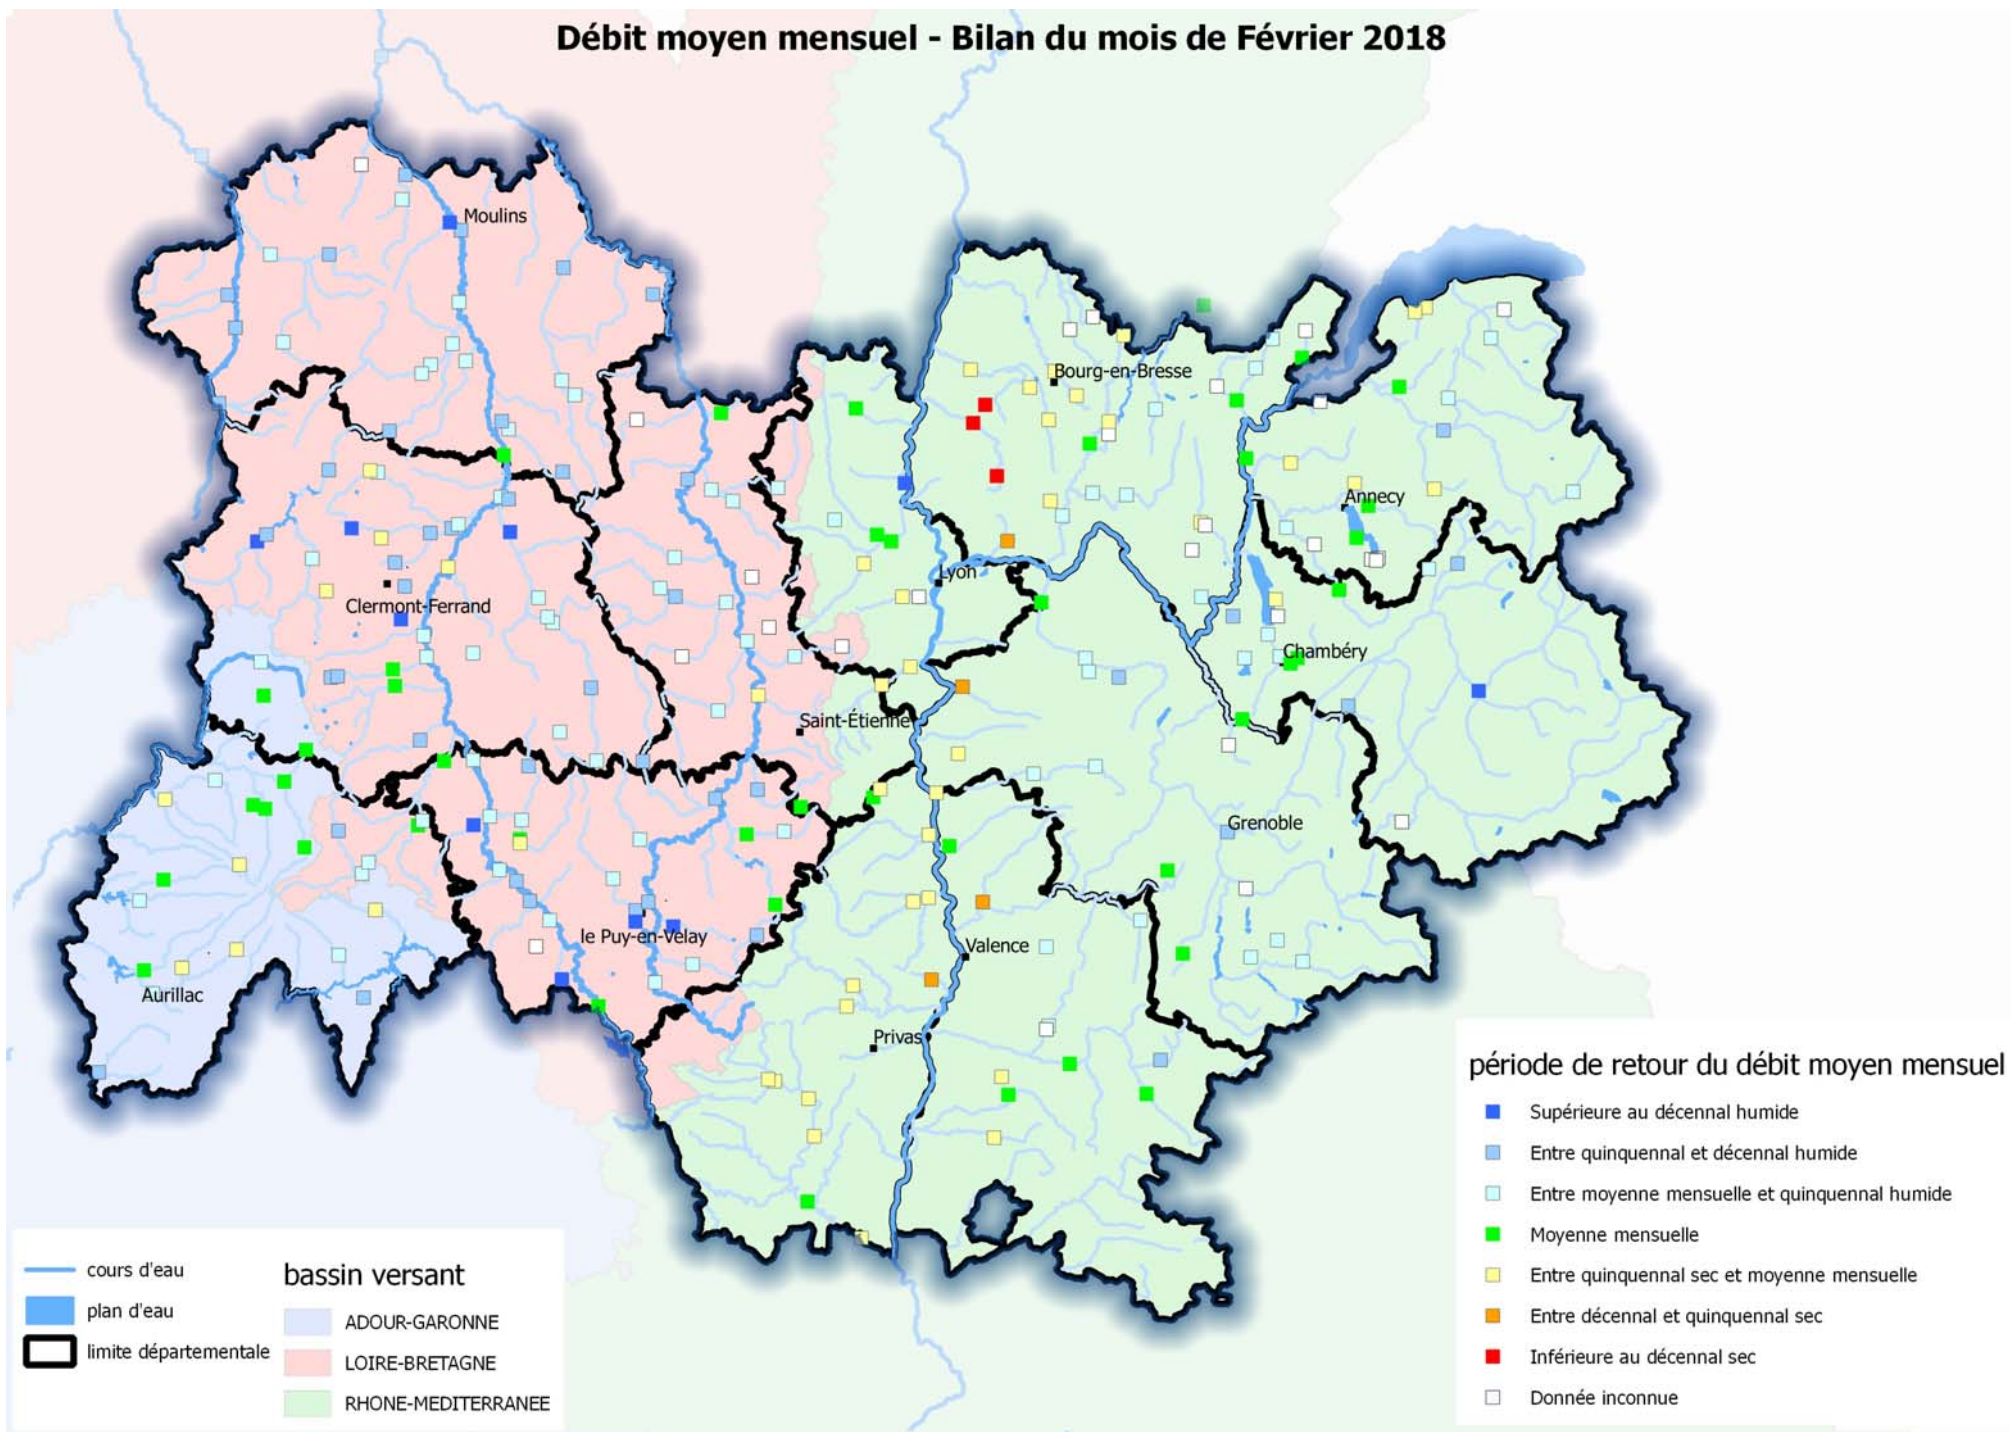 Débit moyen mensuel - Bilan du mois de Février 2018
Moulins
Bourg-en-Bresse
Annecy
Lyon
Clermont-Ferrand
Chambéry
Saint-Étienne
Grenoble
le Puy-en-Velay
Valence
Aurillac
Privas
cours d'eau
plan d'eau
limite départementale
bassin versant
ADOUR-GARONNE
LOIRE-BRETAGNE
RHONE-MEDITERRANEE
période de retour du débit moyen mensuel
Supérieure au décennal humide
Entre quinquennal et décennal humide
Entre moyenne mensuelle et quinquennal humide
Moyenne mensuelle
Entre quinquennal sec et moyenne mensuelle
Entre décennal et quinquennal sec
Inférieure au décennal sec
Donnée inconnue